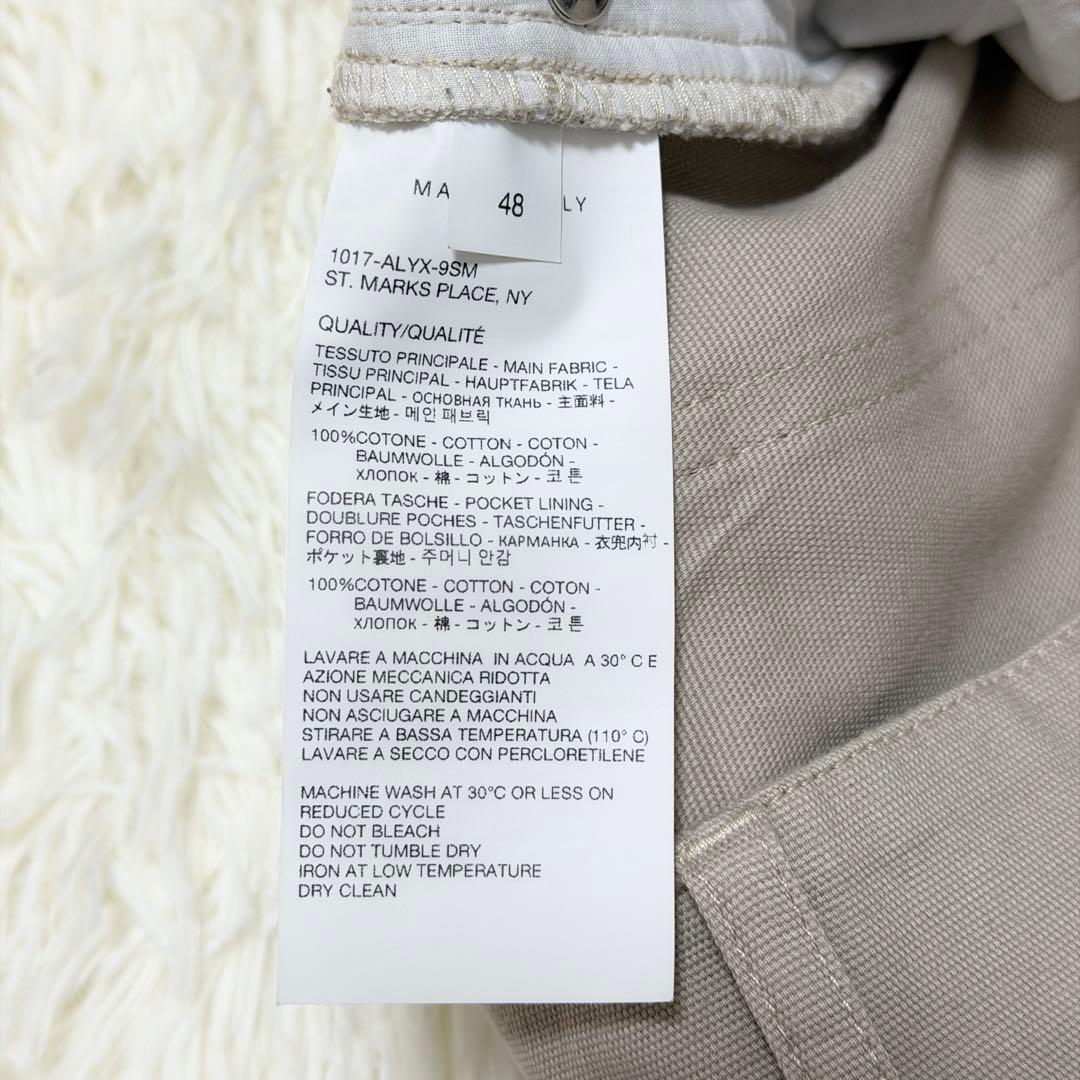 MA
LY
48
1017-ALYX-9SM
ST. MARKS PLACE, NY
QUALITY/QUALITÉ
TESSUTO PRINCIPALE - MAIN FABRIC -
TISSU PRINCIPAL - HAUPTFABRIK - TELA
PRINCIPAL - ОСНОВНАЯ ТКАНЬ - 主面料 -
メイン生地 - 메인 패브릭
100%COTONE - COTTON - COTON -
BAUMWOLLE - ALGODÓN -
ХЛОПОК - 棉 - コットン - 코튼
FODERA TASCHE - POCKET LINING -
DOUBLURE POCHES - TASCHENFUTTER -
FORRO DE BOLSILLO - КАРМАНКА - 衣兜内衬 -
ポケット裏地 - 주머니 안감
100%COTONE - COTTON - COTON -
BAUMWOLLE - ALGODÓN -
ХЛОПОК - 棉 - コットン - 코튼
LAVARE A MACCHINA IN ACQUA A 30° C E
AZIONE MECCANICA RIDOTTA
NON USARE CANDEGGIANTI
NON ASCIUGARE A MACCHINA
STIRARE A BASSA TEMPERATURA (110° C)
LAVARE A SECCO CON PERCLORETILENE
MACHINE WASH AT 30°C OR LESS ON
REDUCED CYCLE
DO NOT BLEACH
DO NOT TUMBLE DRY
IRON AT LOW TEMPERATURE
DRY CLEAN